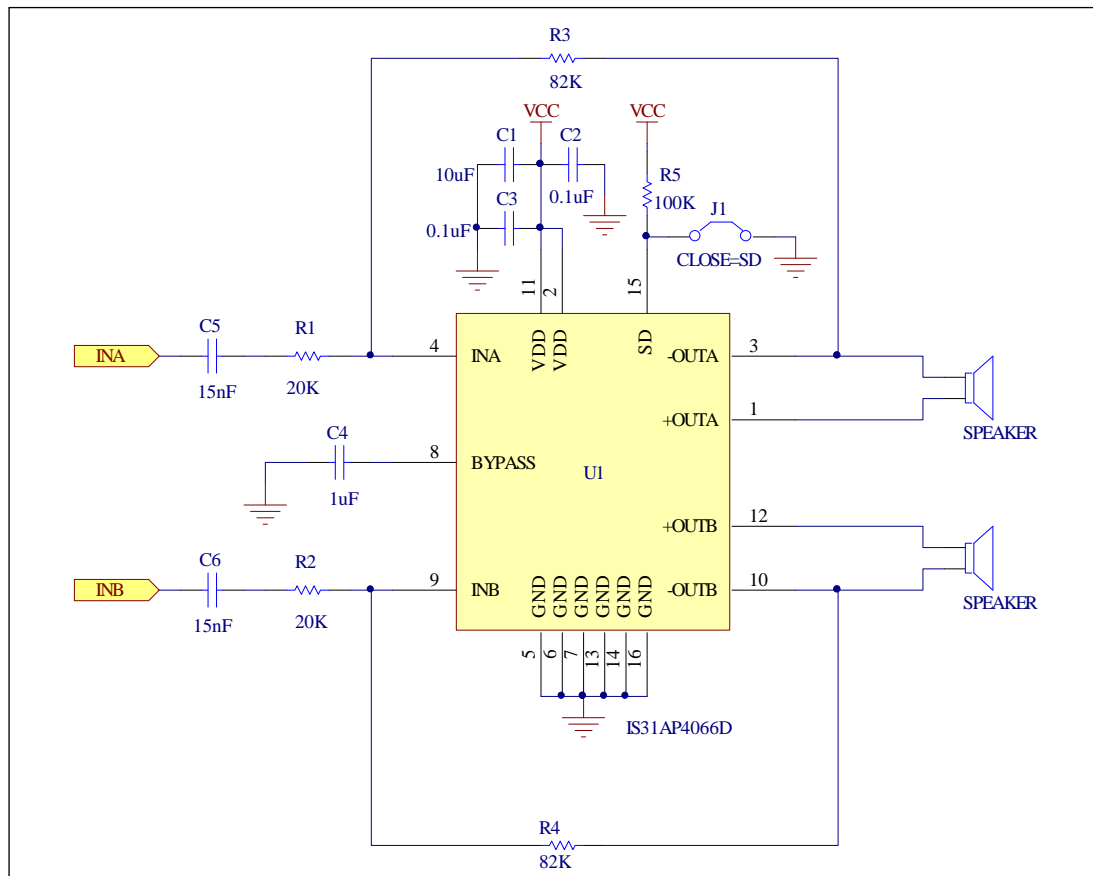 R3
82K
VCC
VCC
C1
C2
10uF
R5
C3
0.1uF
100K
J1
0.1uF
CLOSE=SD
11
2
15
C5
R1
INA
4
INA
VDD
VDD
SD
-OUTA
3
15nF
20K
+OUTA
1
SPEAKER
C4
8
BYPASS
U1
1uF
+OUTB
12
C6
R2
INB
9
INB
GND
GND
GND
GND
GND
GND
-OUTB
10
SPEAKER
15nF
20K
5
6
7
13
14
16
IS31AP4066D
R4
82K